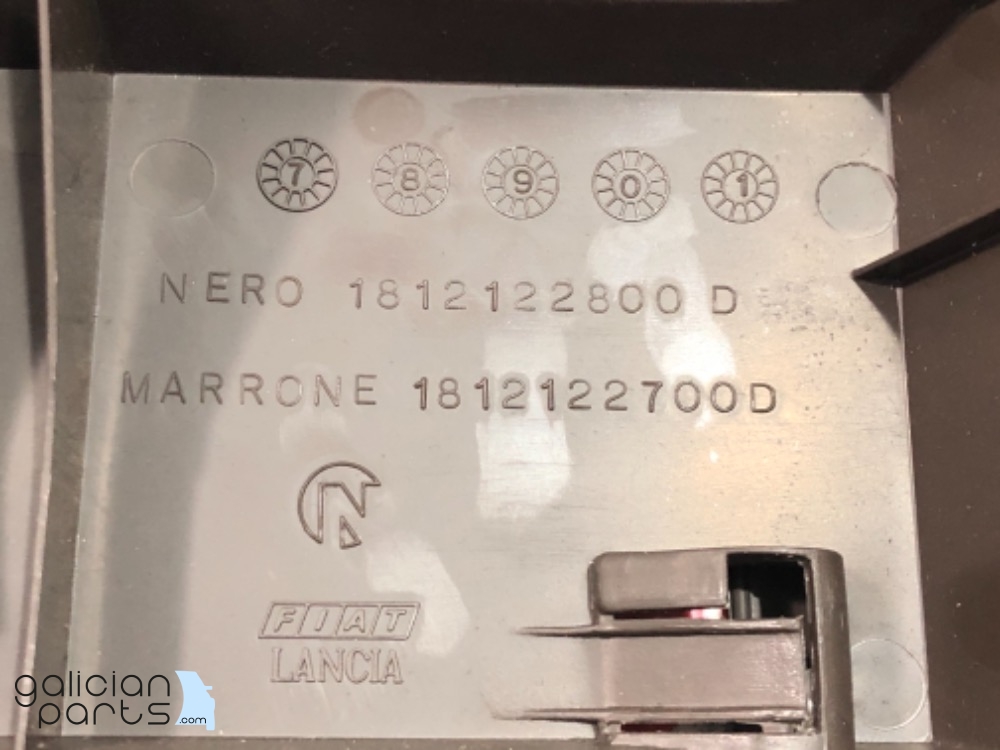 7 8 9 0 1
NERO 1812122800 D
MARRONE 1812122700D
FIAT
LANCIA
galician
parts.com